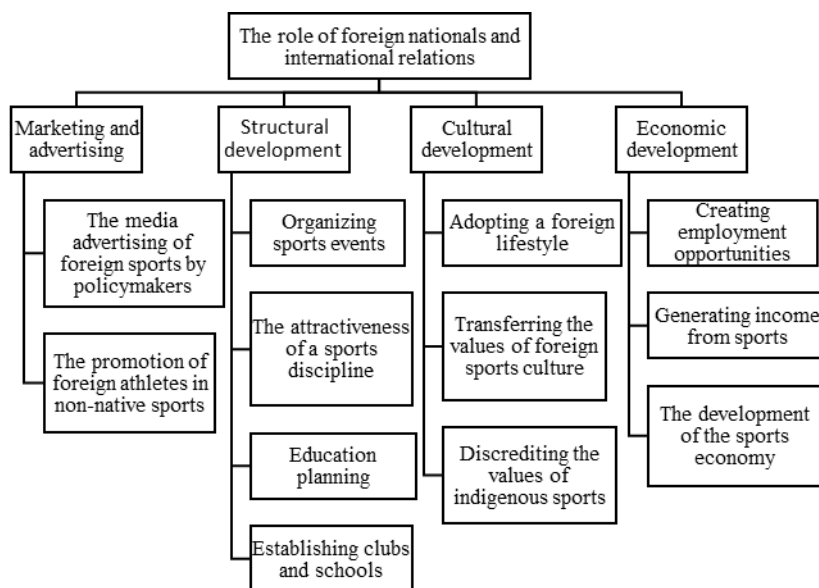 The role of foreign nationals and
international relations
Marketing and
advertising
The media
advertising of
foreign sports by
policymakers
The promotion of
foreign athletes in
non-native sports
Structural
development
Organizing
sports events
The attractiveness
of a sports
discipline
Education
planning
Establishing clubs
and schools
Cultural
development
Adopting a foreign
lifestyle
Transferring the
values of foreign
sports culture
Discrediting the
values of
indigenous sports
Economic
development
Creating
employment
opportunities
Generating income
from sports
The development
of the sports
economy